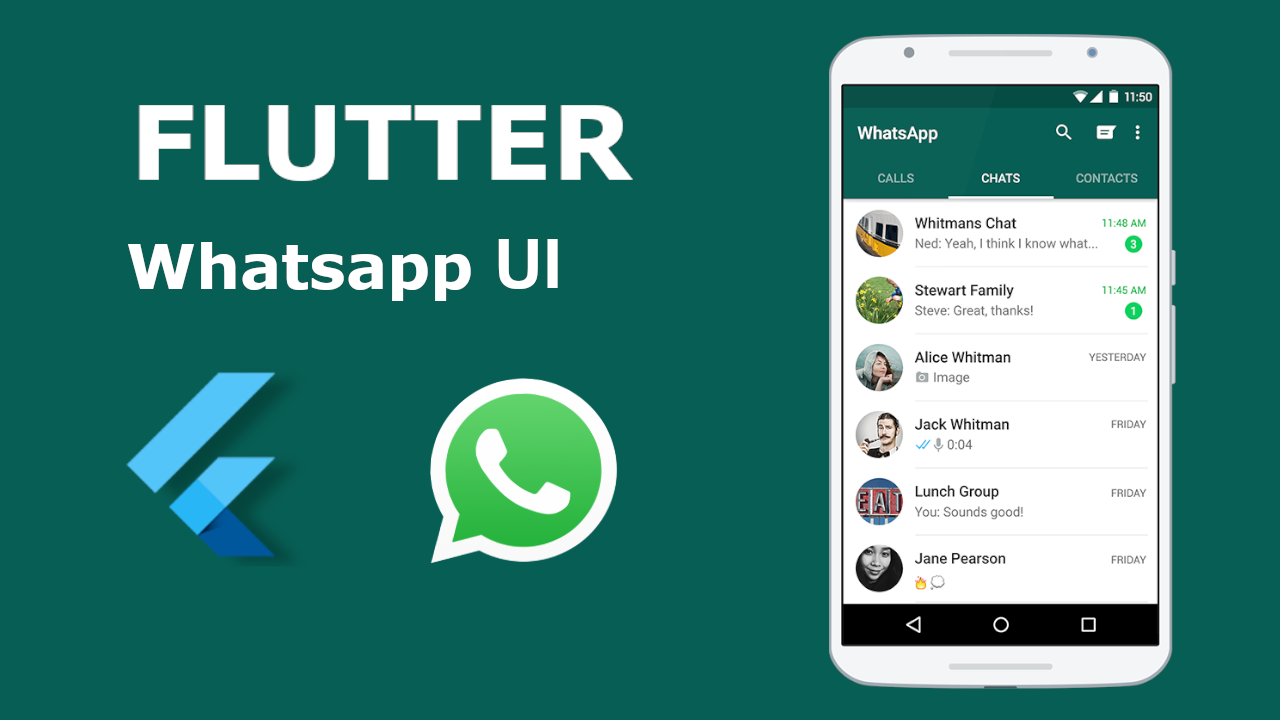 FLUTTER
Whatsapp UI
11:50
WhatsApp
CALLS CHATS CONTACTS
Whitmans Chat 11:48 AM
Ned: Yeah, I think I know what... 3
Stewart Family 11:45 AM
Steve: Great, thanks! 1
Alice Whitman YESTERDAY
Image
Jack Whitman FRIDAY
0:04
Lunch Group FRIDAY
EAT
You: Sounds good!
Jane Pearson FRIDAY